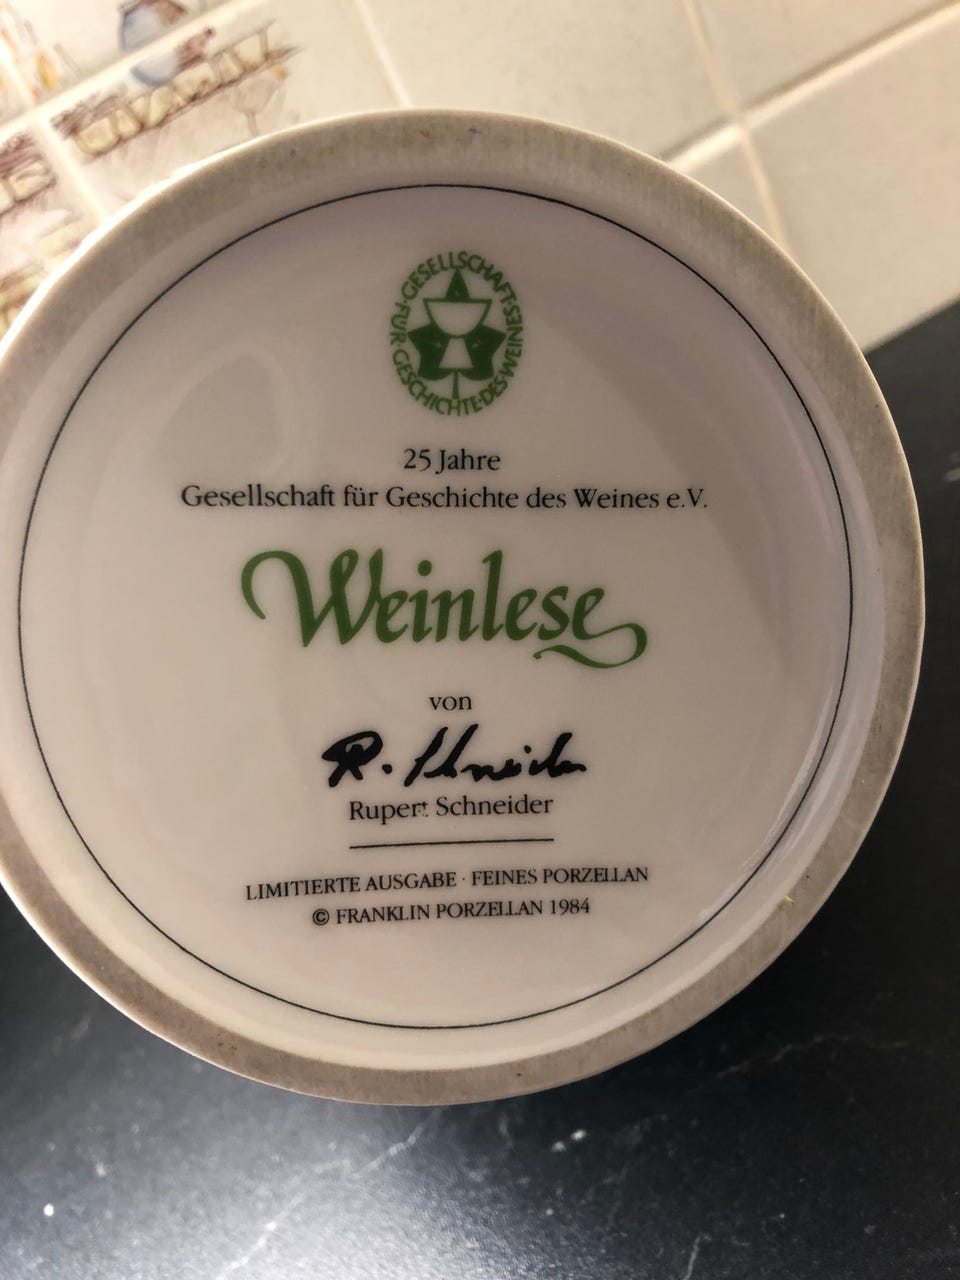 GESELLSCHAFT·FÜR·GESCHICHTE·DES·WEINES·
25 Jahre
Gesellschaft für Geschichte des Weines e.V.
Weinlese
von
R. Schneider
Rupert Schneider
LIMITIERTE AUSGABE · FEINES PORZELLAN
© FRANKLIN PORZELLAN 1984